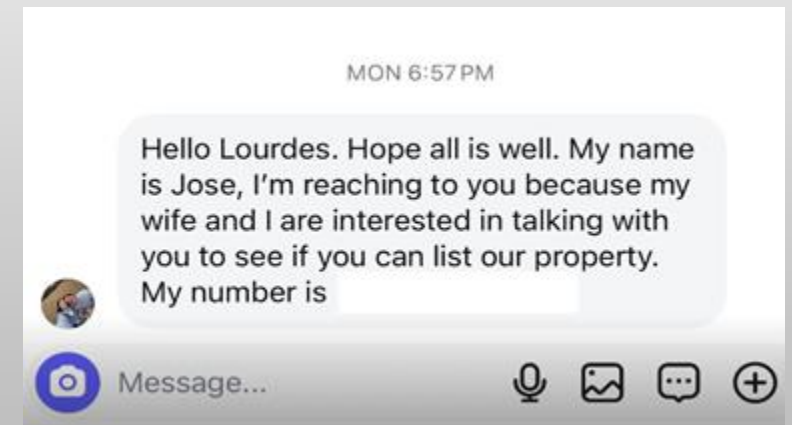 MON 6:57 PM
Hello Lourdes. Hope all is well. My name
is Jose, I'm reaching to you because my
wife and I are interested in talking with
you to see if you can list our property.
My number is
Message...